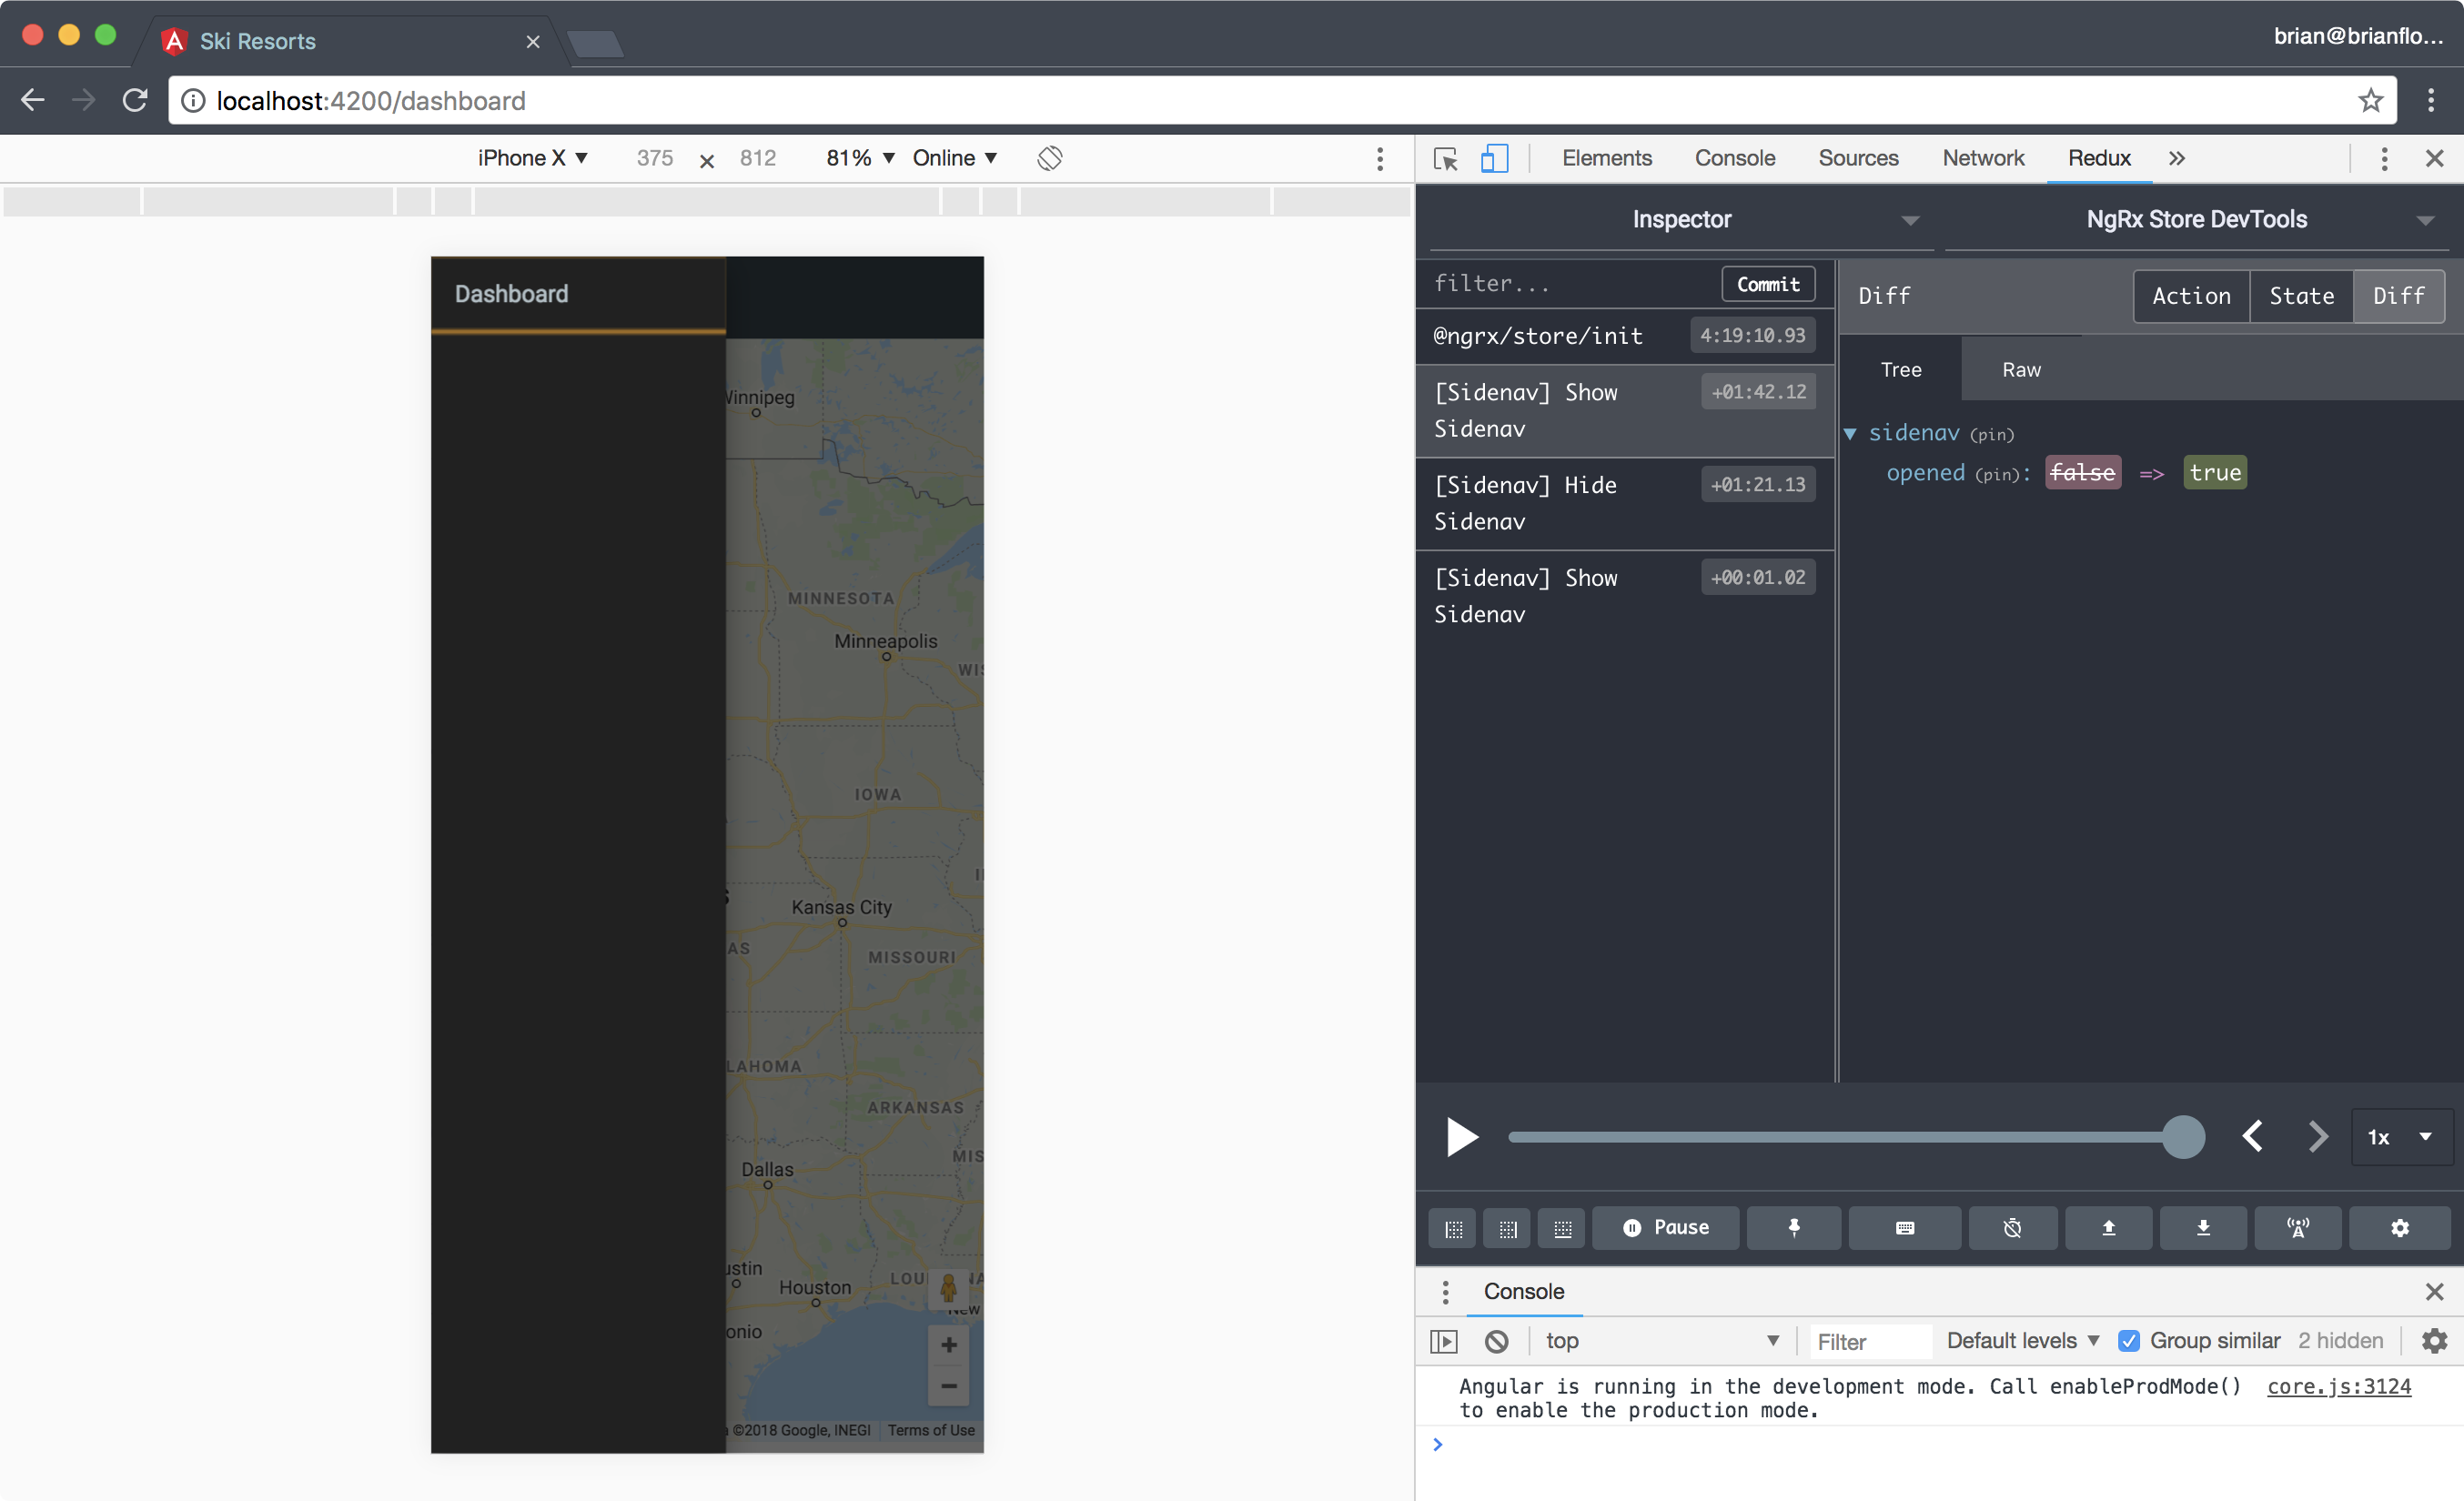 Ski Resorts
brian@brianflo...
localhost:4200/dashboard
iPhone X 375 × 812 81% Online
Elements Console Sources Network Redux
Inspector NgRx Store DevTools
filter... Commit
Diff Action State Diff
@ngrx/store/init 4:19:10.93
Tree Raw
[Sidenav] Show
Sidenav
+01:42.12
[Sidenav] Hide
Sidenav
+01:21.13
[Sidenav] Show
Sidenav
+00:01.02
sidenav (pin)
opened (pin): false => true
Dashboard
Winnipeg
MINNESOTA
Minneapolis
WIS
IOWA
Kansas City
AS
MISSOURI
LAHOMA
ARKANSAS
MIS
Dallas
ustin
Houston
LOU
NA
New
onio
+
−
©2018 Google, INEGI Terms of Use
1x
Pause
Console
top Filter Default levels Group similar 2 hidden
Angular is running in the development mode. Call enableProdMode() core.js:3124
to enable the production mode.